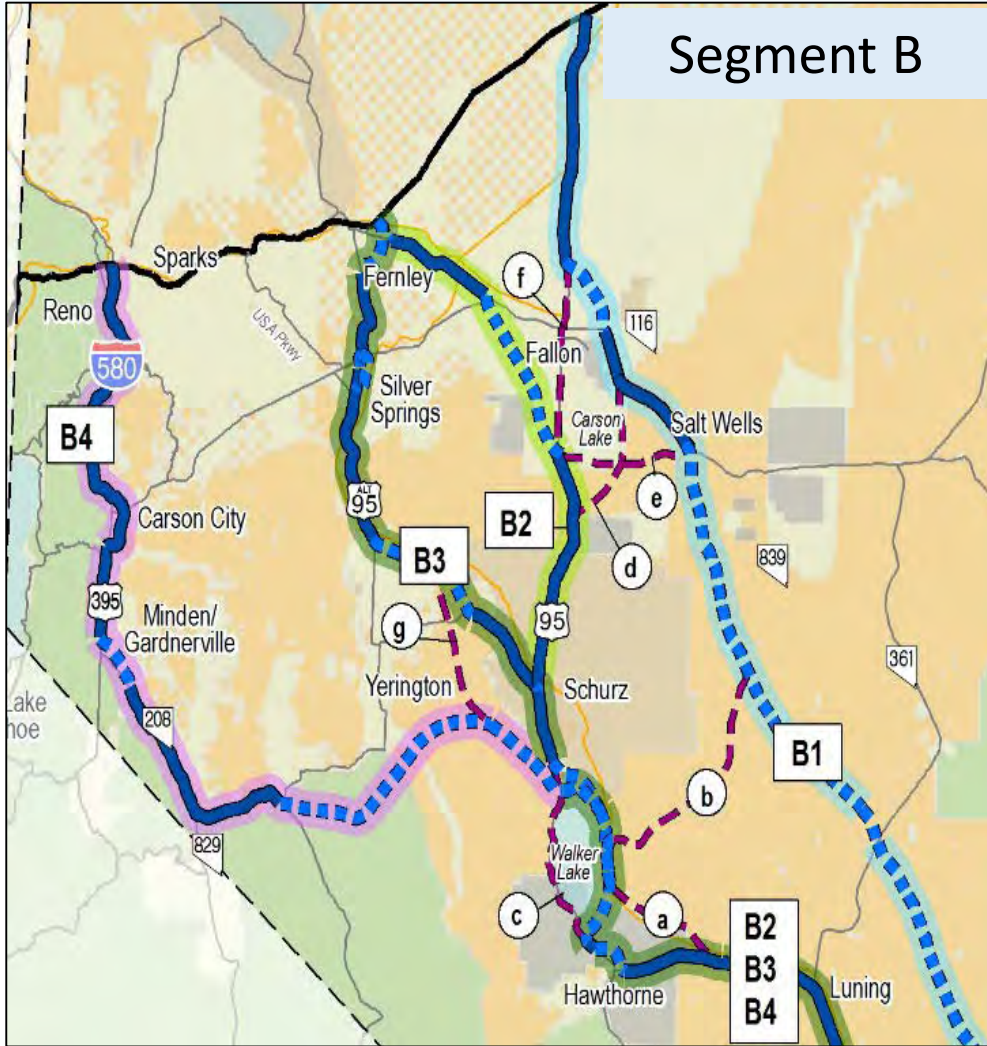 Segment B
Sparks
Reno
580
B4
Carson City
395
Minden/
Gardnerville
208
829
Lake
hoe
USA Pkwy
Fernley
Silver
Springs
ALT
95
B3
g
Yerington
f
116
Fallon
Carson
Lake
Salt Wells
e
B2
d
839
95
Schurz
361
B1
b
Walker
Lake
c
a
B2
B3
B4
Hawthorne
Luning